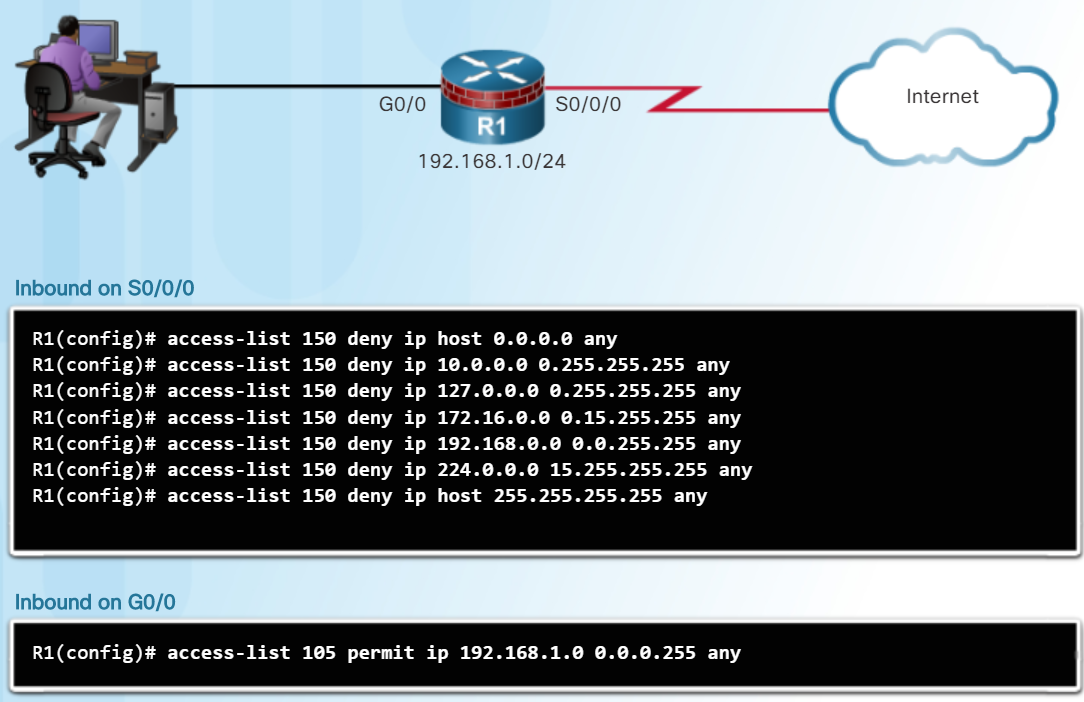 G0/0
S0/0/0
R1
192.168.1.0/24
Internet
Inbound on S0/0/0
R1(config)# access-list 150 deny ip host 0.0.0.0 any
R1(config)# access-list 150 deny ip 10.0.0.0 0.255.255.255 any
R1(config)# access-list 150 deny ip 127.0.0.0 0.255.255.255 any
R1(config)# access-list 150 deny ip 172.16.0.0 0.15.255.255 any
R1(config)# access-list 150 deny ip 192.168.0.0 0.0.255.255 any
R1(config)# access-list 150 deny ip 224.0.0.0 15.255.255.255 any
R1(config)# access-list 150 deny ip host 255.255.255.255 any
Inbound on G0/0
R1(config)# access-list 105 permit ip 192.168.1.0 0.0.0.255 any